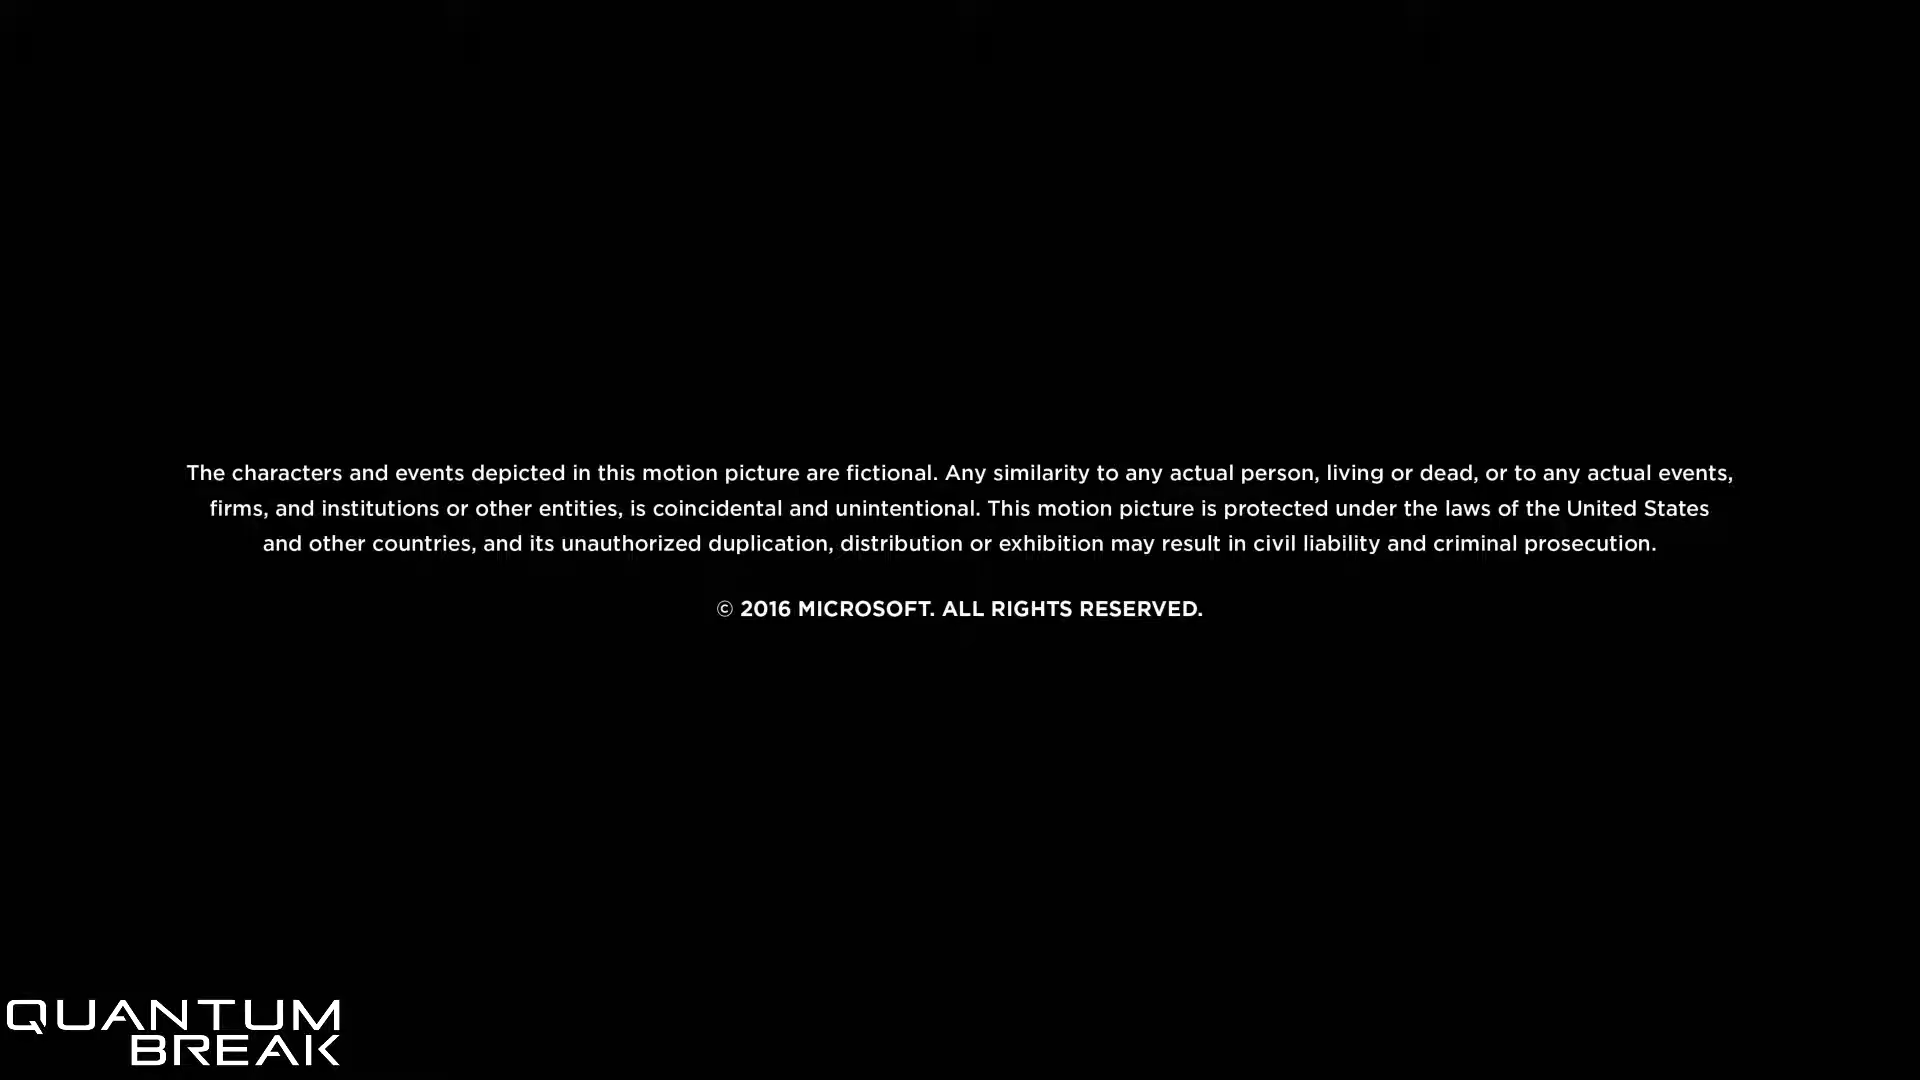 The characters and events depicted in this motion picture are fictional. Any similarity to any actual person, living or dead, or to any actual events,
firms, and institutions or other entities, is coincidental and unintentional. This motion picture is protected under the laws of the United States
and other countries, and its unauthorized duplication, distribution or exhibition may result in civil liability and criminal prosecution.
© 2016 MICROSOFT. ALL RIGHTS RESERVED.
QUANTUM
BREAK